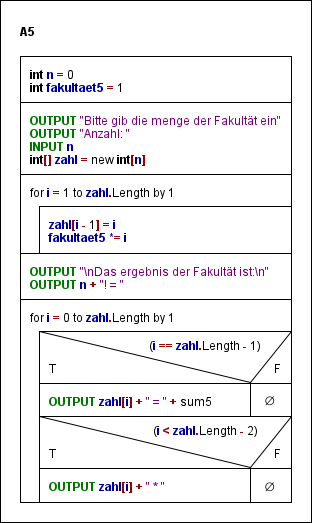 A5
int n = 0
int fakultaet5 = 1
OUTPUT "Bitte gib die menge der Fakultät ein"
OUTPUT "Anzahl: "
INPUT n
int[] zahl = new int[n]
for i = 1 to zahl.Length by 1
zahl[i - 1] = i
fakultaet5 *= i
OUTPUT "\nDas ergebnis der Fakultät ist:\n"
OUTPUT n + "! = "
for i = 0 to zahl.Length by 1
(i == zahl.Length - 1)
T F
OUTPUT zahl[i] + " = " + sum5 ∅
(i < zahl.Length - 2)
T F
OUTPUT zahl[i] + " * " ∅